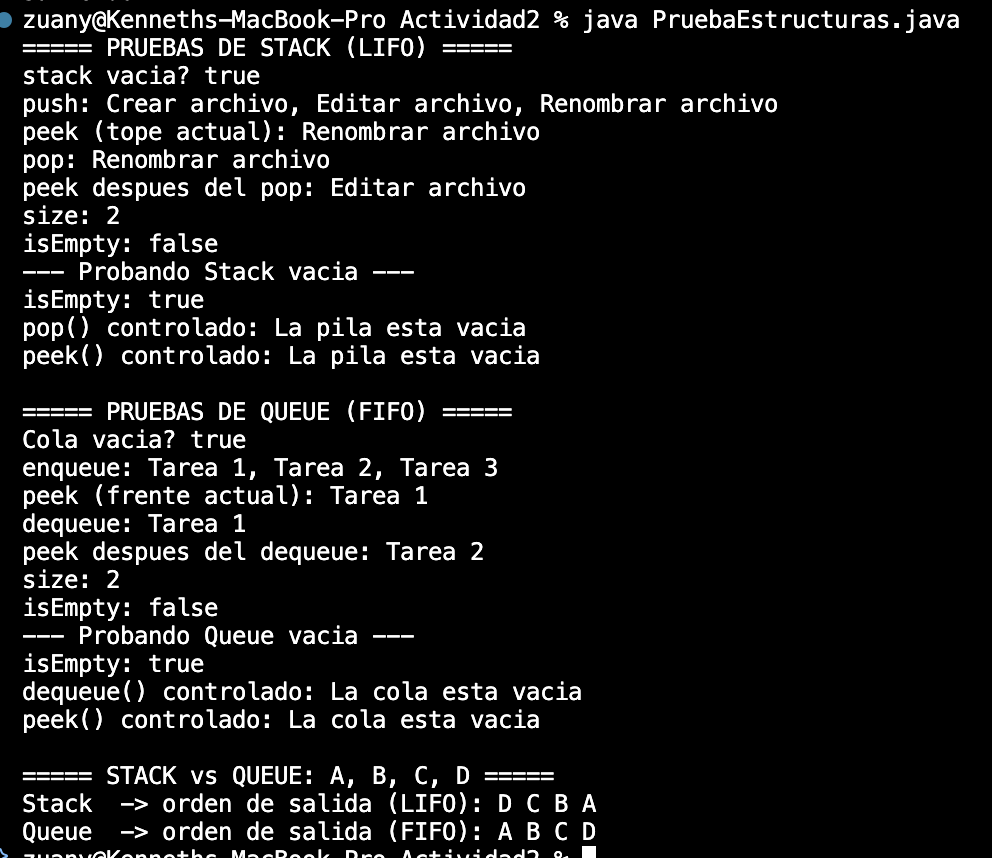 zuany@Kenneths-MacBook-Pro Actividad2 % java PruebaEstructuras.java
===== PRUEBAS DE STACK (LIFO) =====
stack vacia? true
push: Crear archivo, Editar archivo, Renombrar archivo
peek (tope actual): Renombrar archivo
pop: Renombrar archivo
peek despues del pop: Editar archivo
size: 2
isEmpty: false
--- Probando Stack vacia ---
isEmpty: true
pop() controlado: La pila esta vacia
peek() controlado: La pila esta vacia

===== PRUEBAS DE QUEUE (FIFO) =====
Cola vacia? true
enqueue: Tarea 1, Tarea 2, Tarea 3
peek (frente actual): Tarea 1
dequeue: Tarea 1
peek despues del dequeue: Tarea 2
size: 2
isEmpty: false
--- Probando Queue vacia ---
isEmpty: true
dequeue() controlado: La cola esta vacia
peek() controlado: La cola esta vacia

===== STACK vs QUEUE: A, B, C, D =====
Stack  -> orden de salida (LIFO): D C B A
Queue  -> orden de salida (FIFO): A B C D
zuany@Kenneths-MacBook-Pro Actividad2 %